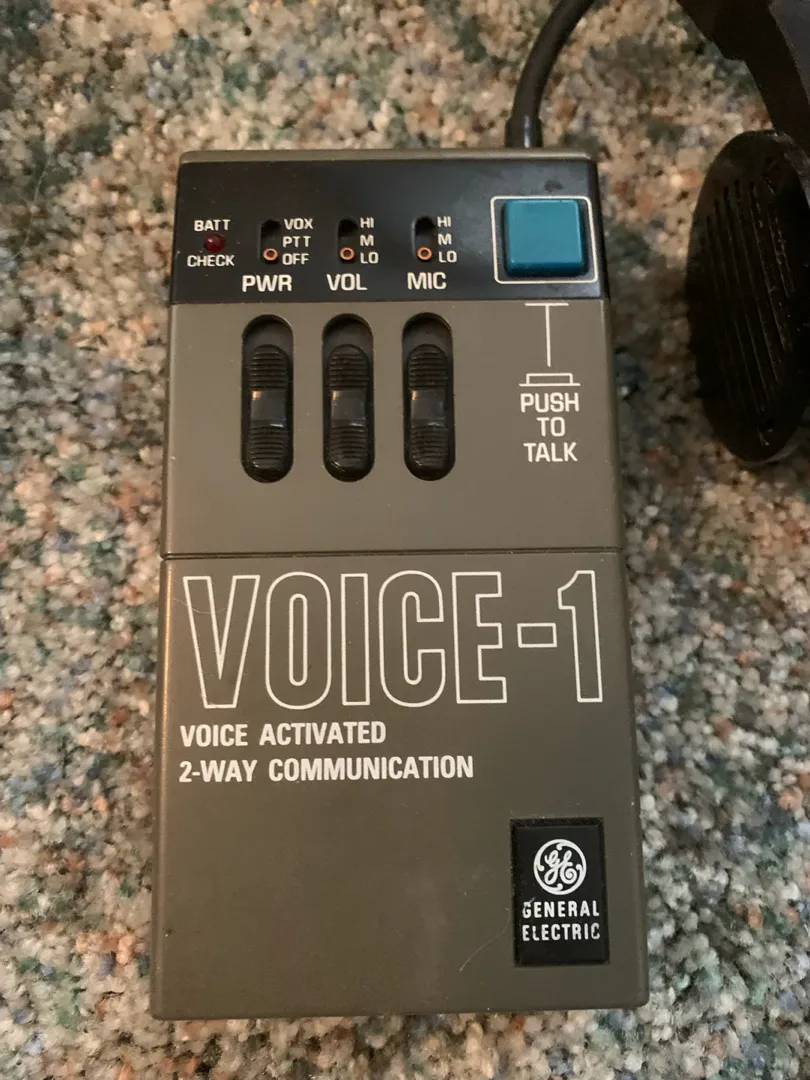 BATT
CHECK
VOX
PTT
OFF
PWR
HI
M
LO
VOL
HI
M
LO
MIC
PUSH
TO
TALK
VOICE-1
VOICE ACTIVATED
2-WAY COMMUNICATION
GE
GENERAL
ELECTRIC